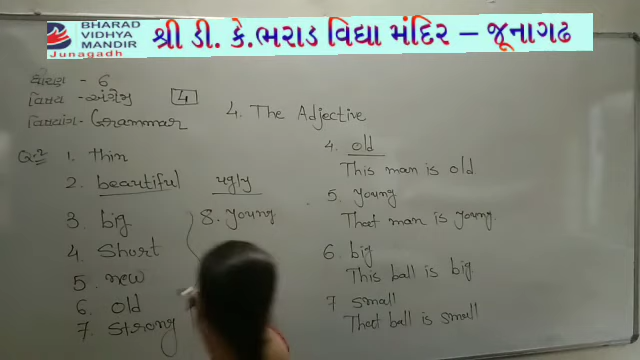 BHARAD
VIDHYA
MANDIR
Junagadh
શ્રી ડી. કે.ભરાડ વિદ્યા મંદિર – જૂનાગઢ
ધોરણ - 6
વિષય - અંગ્રેજી
4
વિષયાંગ - Grammar
4. The Adjective
Q.2 1. thin
2. beautiful ugly
3. big
4. Short
5. new
6. Old
7. Strong
8. Young
4. old
This man is old
5. young
That man is young.
6. big
This ball is big
7 small
That ball is small